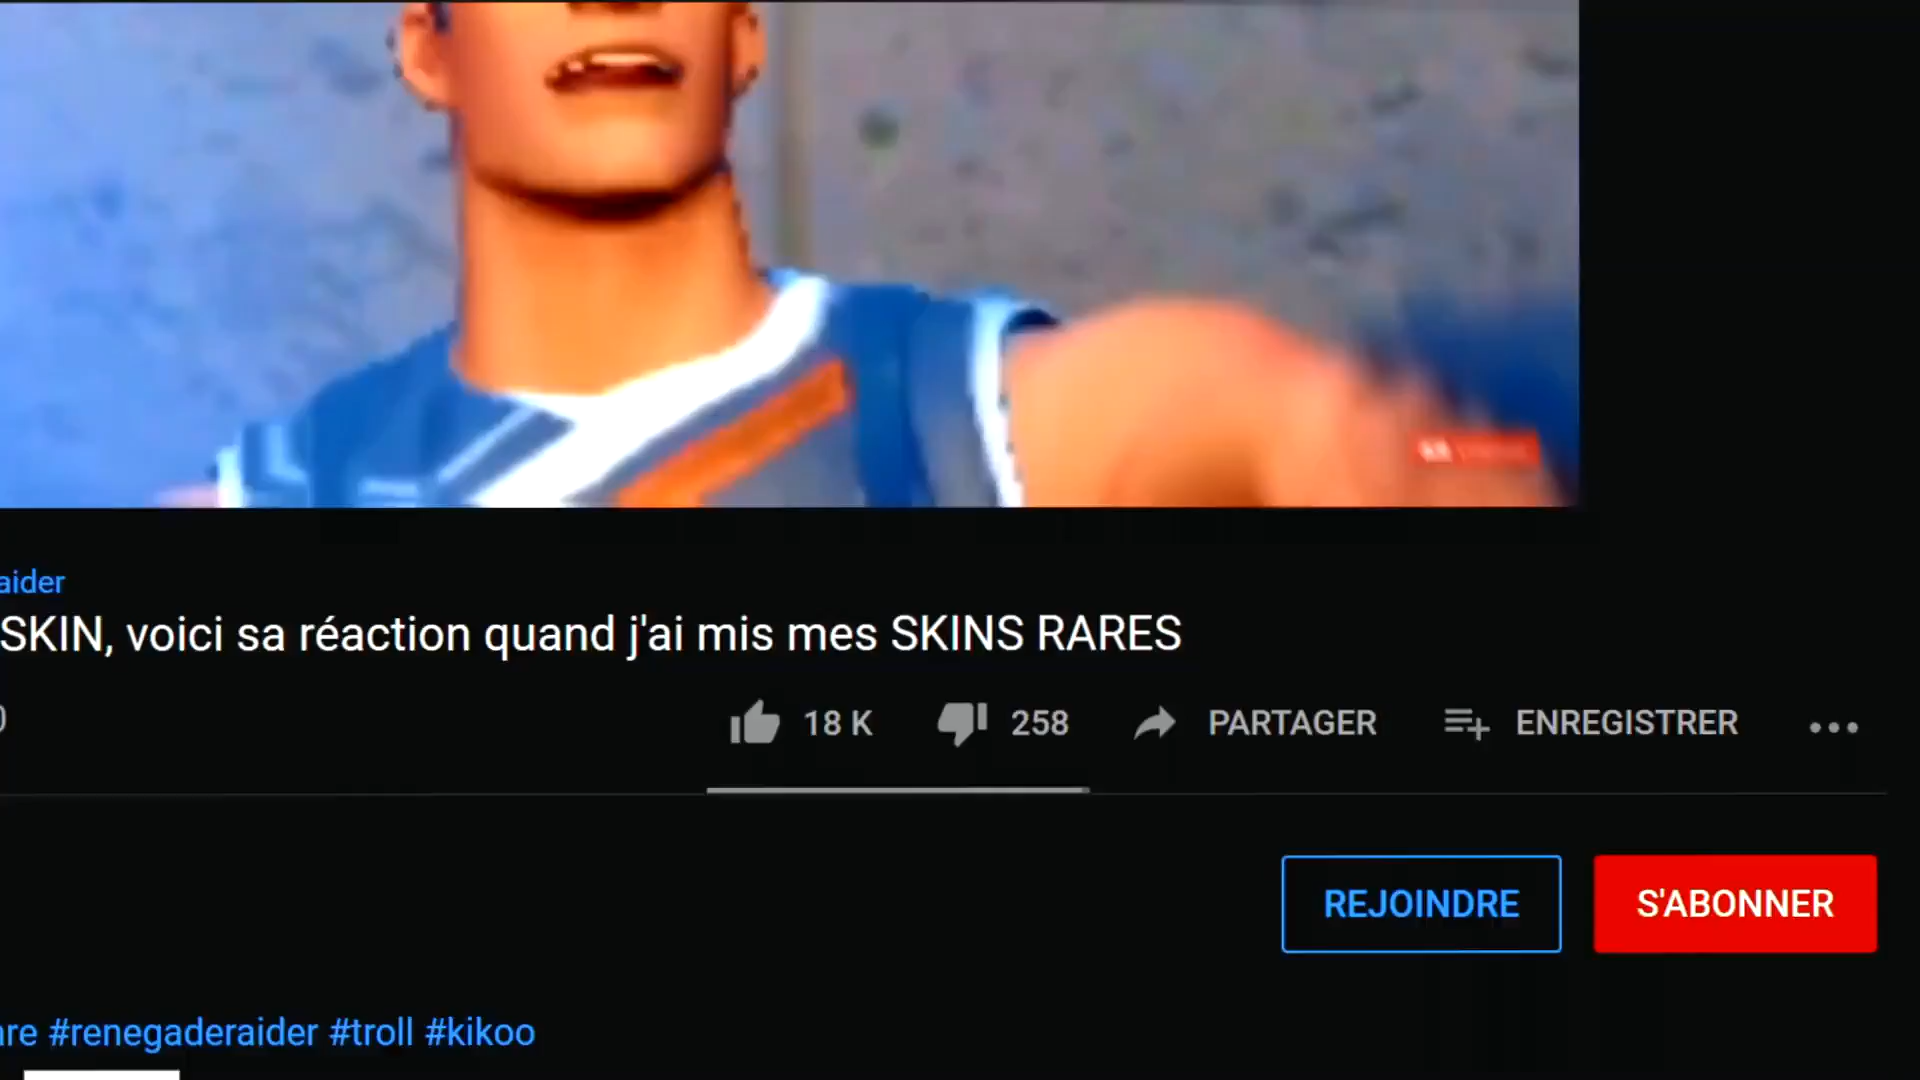 aider
SKIN, voici sa réaction quand j'ai mis mes SKINS RARES
18 K 258 PARTAGER ENREGISTRER
REJOINDRE S'ABONNER
re #renegaderaider #troll #kikoo